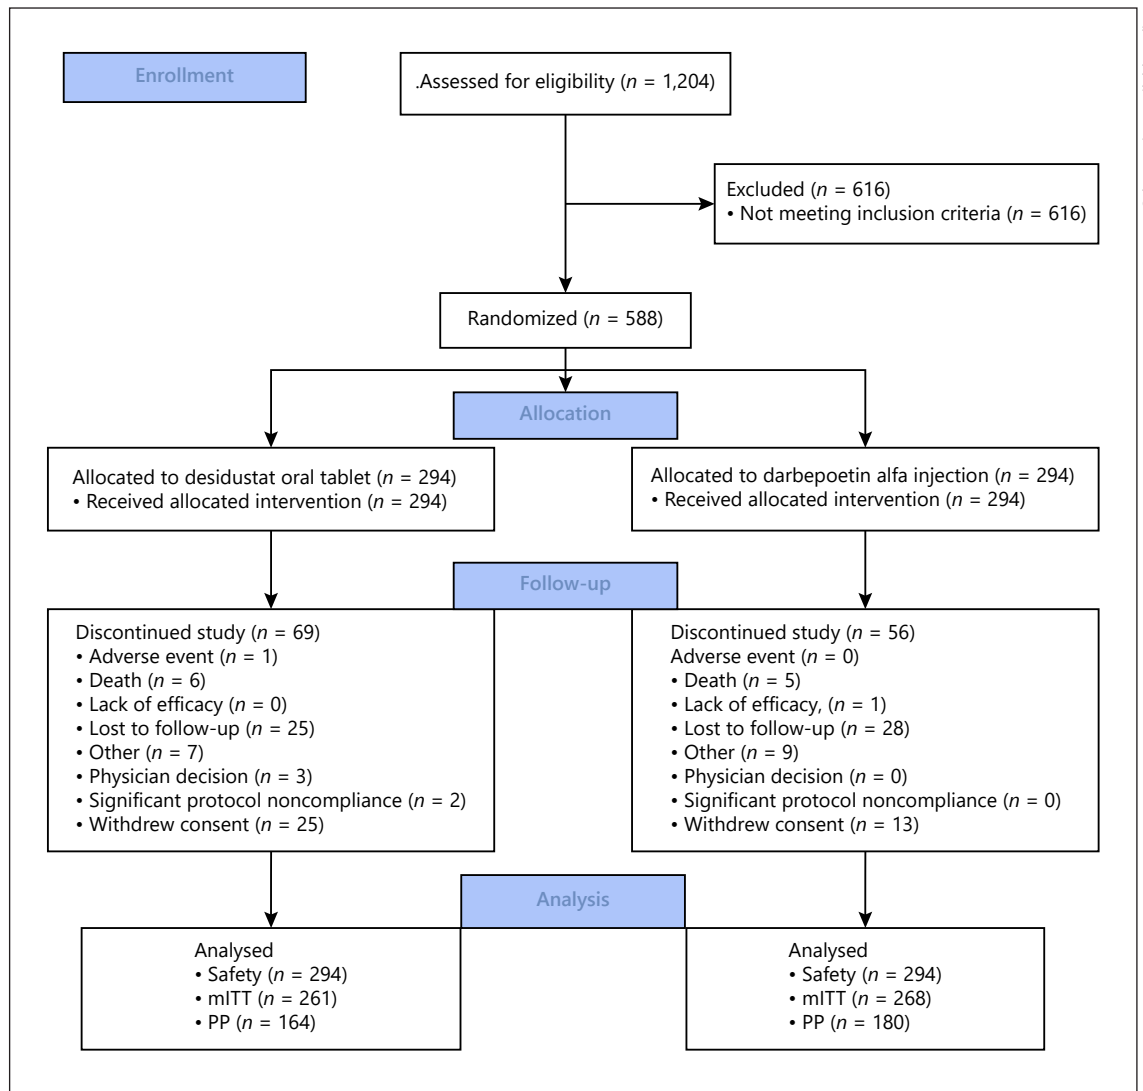 Enrollment
.Assessed for eligibility (n = 1,204)
Excluded (n = 616)
• Not meeting inclusion criteria (n = 616)
Randomized (n = 588)
Allocation
Allocated to desidustat oral tablet (n = 294)
• Received allocated intervention (n = 294)
Allocated to darbepoetin alfa injection (n = 294)
• Received allocated intervention (n = 294)
Follow-up
Discontinued study (n = 69)
• Adverse event (n = 1)
• Death (n = 6)
• Lack of efficacy (n = 0)
• Lost to follow-up (n = 25)
• Other (n = 7)
• Physician decision (n = 3)
• Significant protocol noncompliance (n = 2)
• Withdrew consent (n = 25)
Discontinued study (n = 56)
Adverse event (n = 0)
• Death (n = 5)
• Lack of efficacy, (n = 1)
• Lost to follow-up (n = 28)
• Other (n = 9)
• Physician decision (n = 0)
• Significant protocol noncompliance (n = 0)
• Withdrew consent (n = 13)
Analysis
Analysed
• Safety (n = 294)
• mITT (n = 261)
• PP (n = 164)
Analysed
• Safety (n = 294)
• mITT (n = 268)
• PP (n = 180)